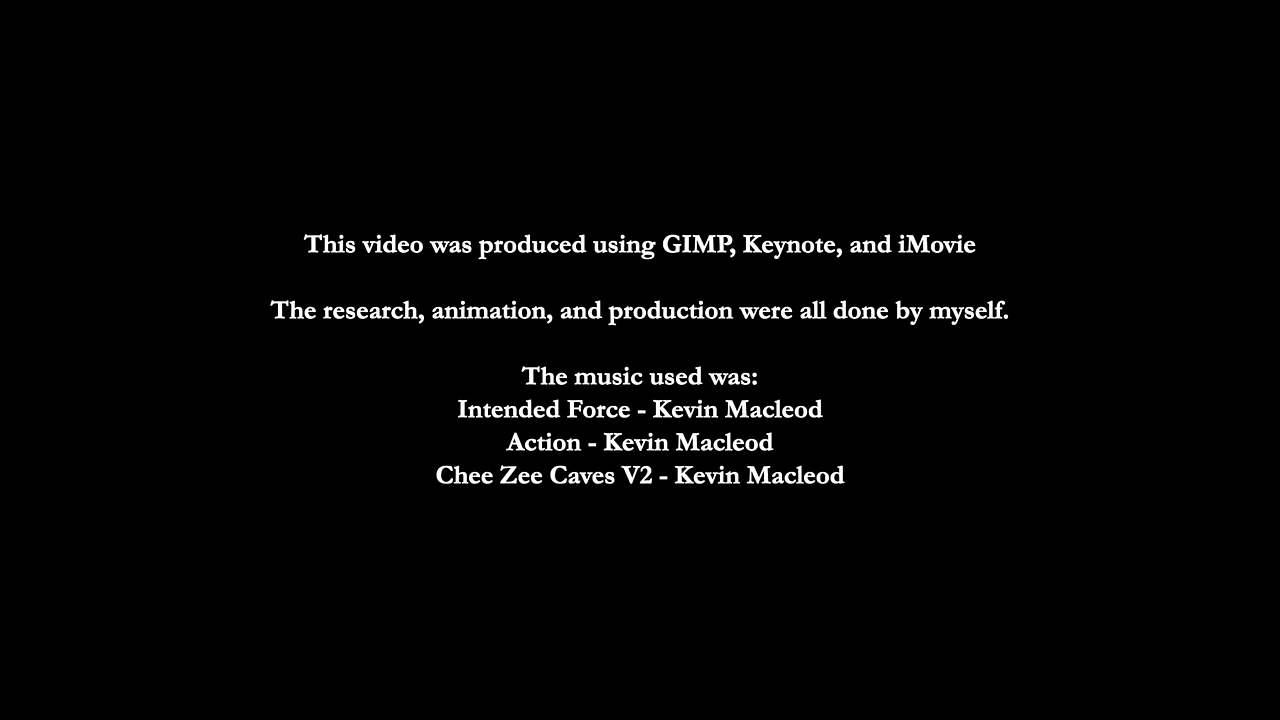 This video was produced using GIMP, Keynote, and iMovie
The research, animation, and production were all done by myself.
The music used was:
Intended Force - Kevin Macleod
Action - Kevin Macleod
Chee Zee Caves V2 - Kevin Macleod